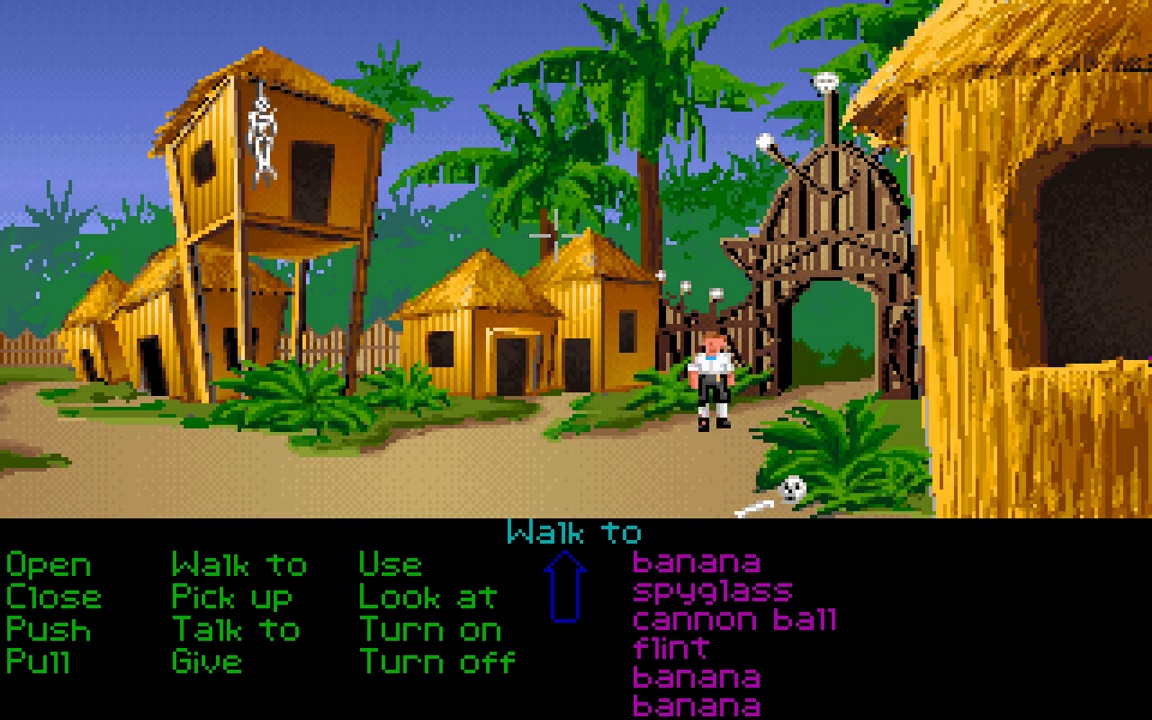 Walk to
Open Walk to Use
Close Pick up Look at
Push Talk to Turn on
Pull Give Turn off
banana
spyglass
cannon ball
flint
banana
banana